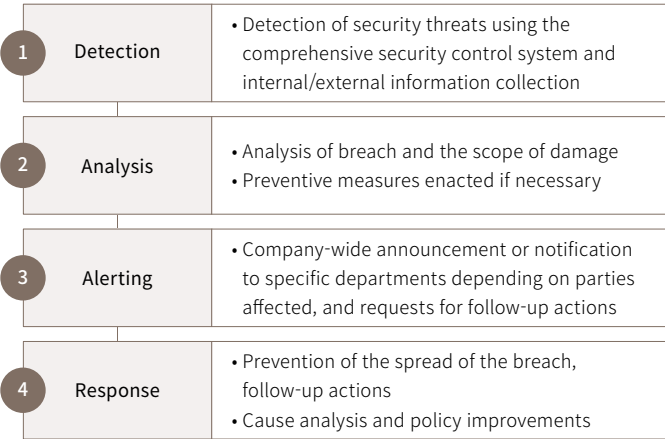 1
Detection
• Detection of security threats using the
comprehensive security control system and
internal/external information collection
2
Analysis
• Analysis of breach and the scope of damage
• Preventive measures enacted if necessary
3
Alerting
• Company-wide announcement or notification
to specific departments depending on parties
affected, and requests for follow-up actions
4
Response
• Prevention of the spread of the breach,
follow-up actions
• Cause analysis and policy improvements